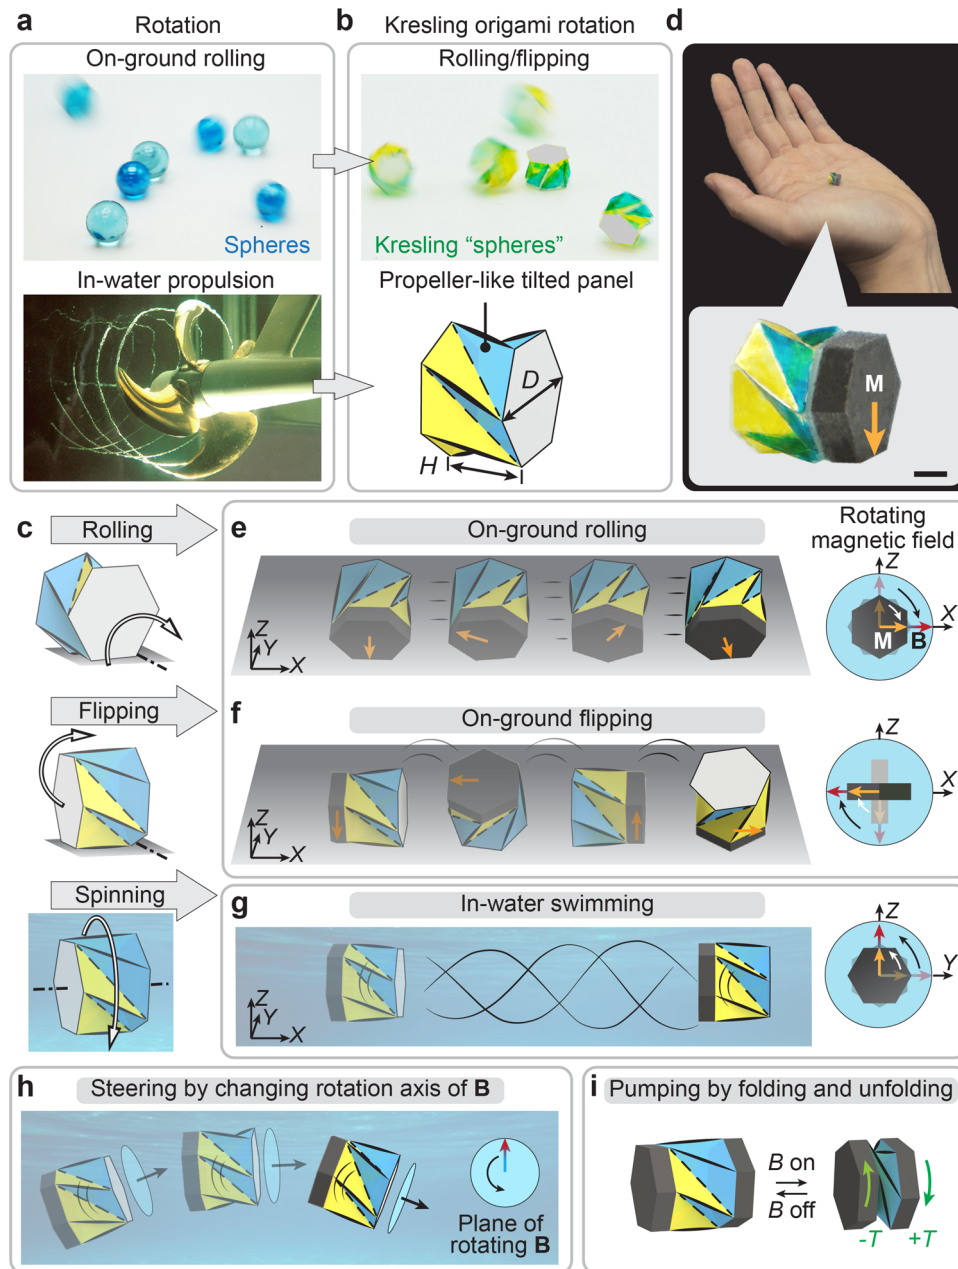 a
Rotation
On-ground rolling
Spheres
In-water propulsion
b
Kresling origami rotation
Rolling/flipping
Kresling “spheres”
Propeller-like tilted panel
D
H
d
M
c
Rolling
Flipping
Spinning
e
On-ground rolling
Z
Y
X
Rotating
magnetic field
Z
X
M
B
f
On-ground flipping
Z
Y
X
Z
X
g
In-water swimming
Z
Y
X
Z
Y
h
Steering by changing rotation axis of B
Plane of
rotating B
i
Pumping by folding and unfolding
B on
B off
-T
+T